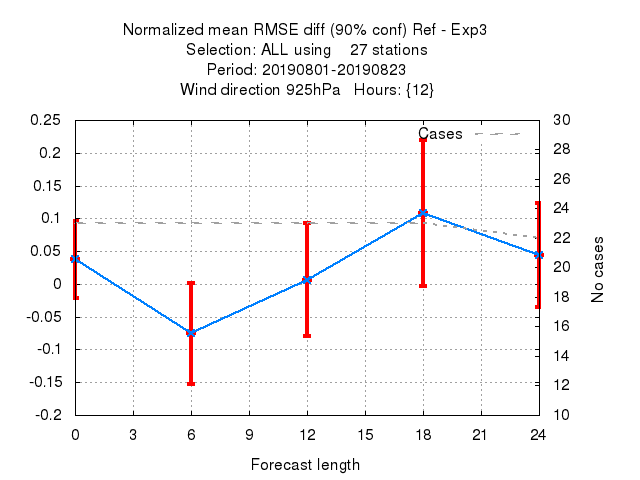 Normalized mean RMSE diff (90% conf) Ref - Exp3
Selection: ALL using    27 stations
Period: 20190801-20190823
Wind direction 925hPa   Hours: {12}
Cases
0.25
0.2
0.15
0.1
0.05
0
-0.05
-0.1
-0.15
-0.2
30
28
26
24
22
20
18
16
14
12
10
No cases
0 3 6 9 12 15 18 21 24
Forecast length